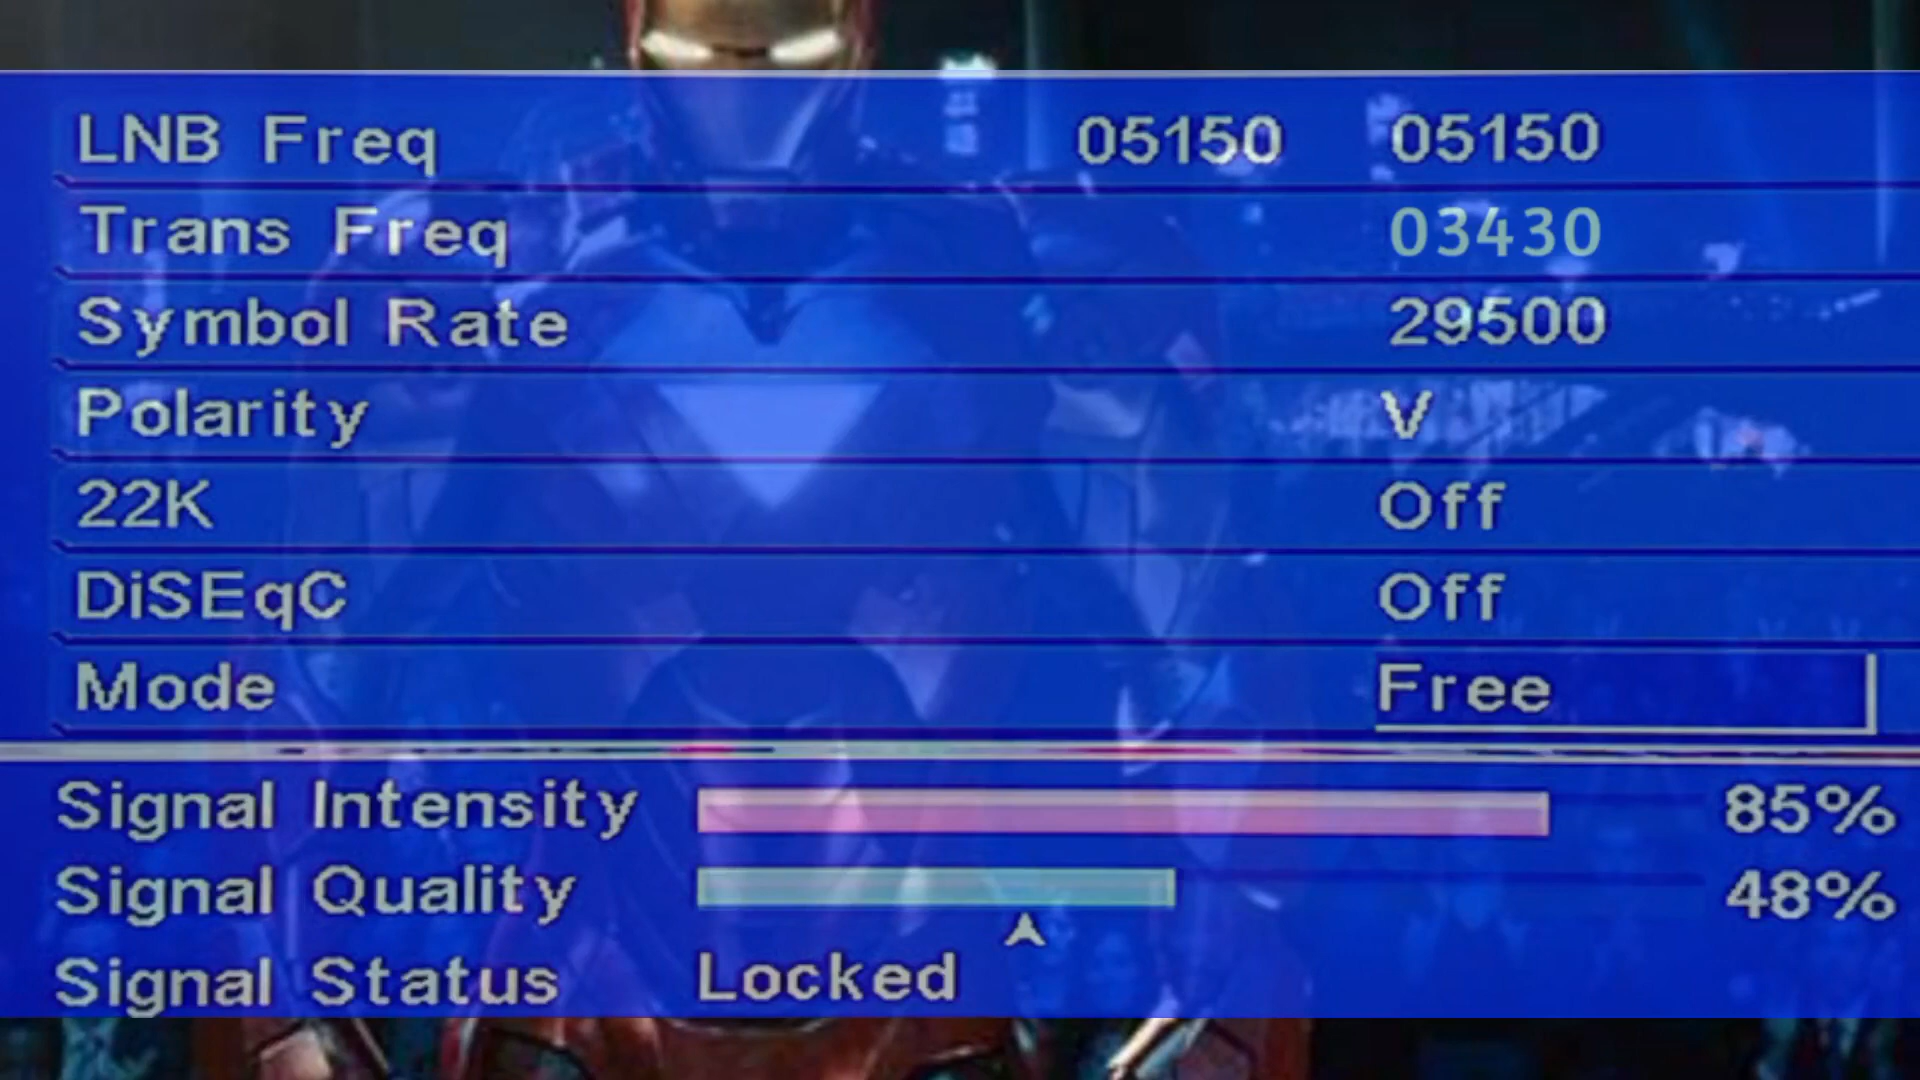 LNB Freq 05150 05150
Trans Freq 03430
Symbol Rate 29500
Polarity V
22K Off
DiSEqC Off
Mode Free
Signal Intensity 85%
Signal Quality 48%
Signal Status Locked